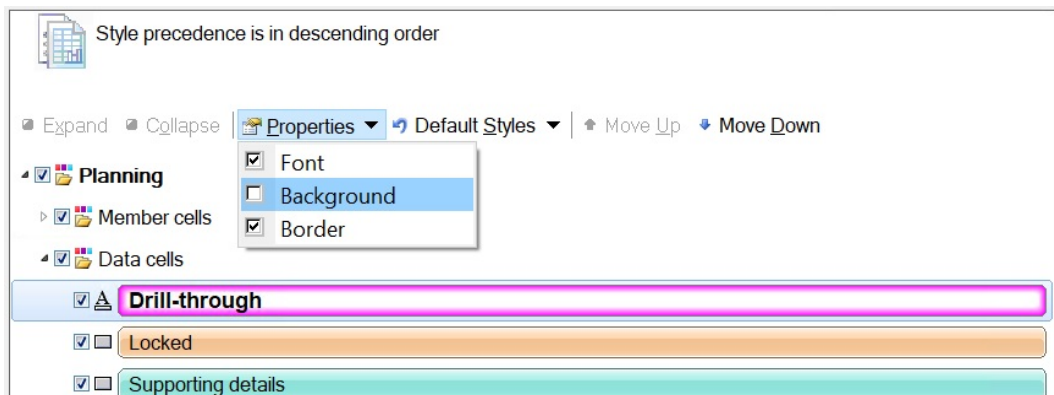 Style precedence is in descending order
Expand Collapse Properties Default Styles Move Up Move Down
Font
Background
Border
Planning
Member cells
Data cells
Drill-through
Locked
Supporting details